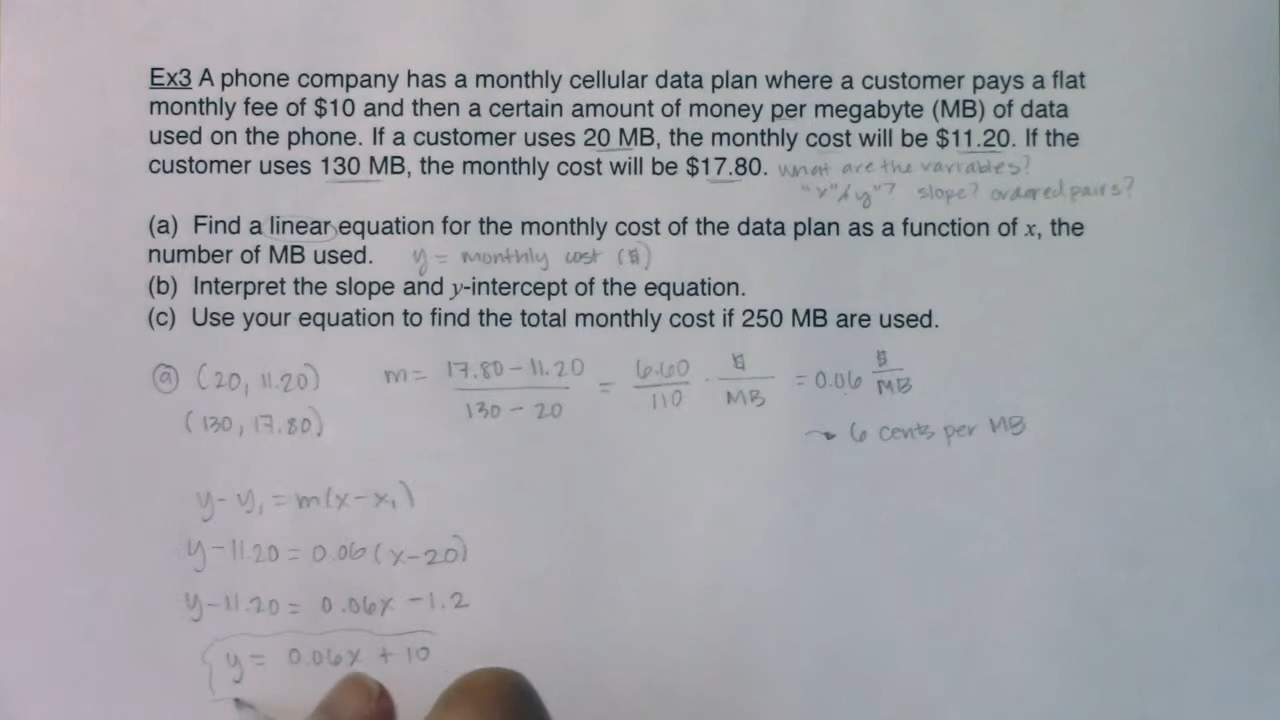 Ex3 A phone company has a monthly cellular data plan where a customer pays a flat
monthly fee of $10 and then a certain amount of money per megabyte (MB) of data
used on the phone. If a customer uses 20 MB, the monthly cost will be $11.20. If the
customer uses 130 MB, the monthly cost will be $17.80. What are the variables?
"x" & y"? slope? ordered pairs?
(a) Find a linear equation for the monthly cost of the data plan as a function of x, the
number of MB used. y = monthly cost ($)
(b) Interpret the slope and y-intercept of the equation.
(c) Use your equation to find the total monthly cost if 250 MB are used.
(a) (20, 11.20) m = (17.80 - 11.20)/(130 - 20) = 6.60/110 · $/MB = 0.06 $/MB
(130, 17.80) → 6 cents per MB
y - y₁ = m(x - x₁)
y - 11.20 = 0.06(x - 20)
y - 11.20 = 0.06x - 1.2
y = 0.06x + 10